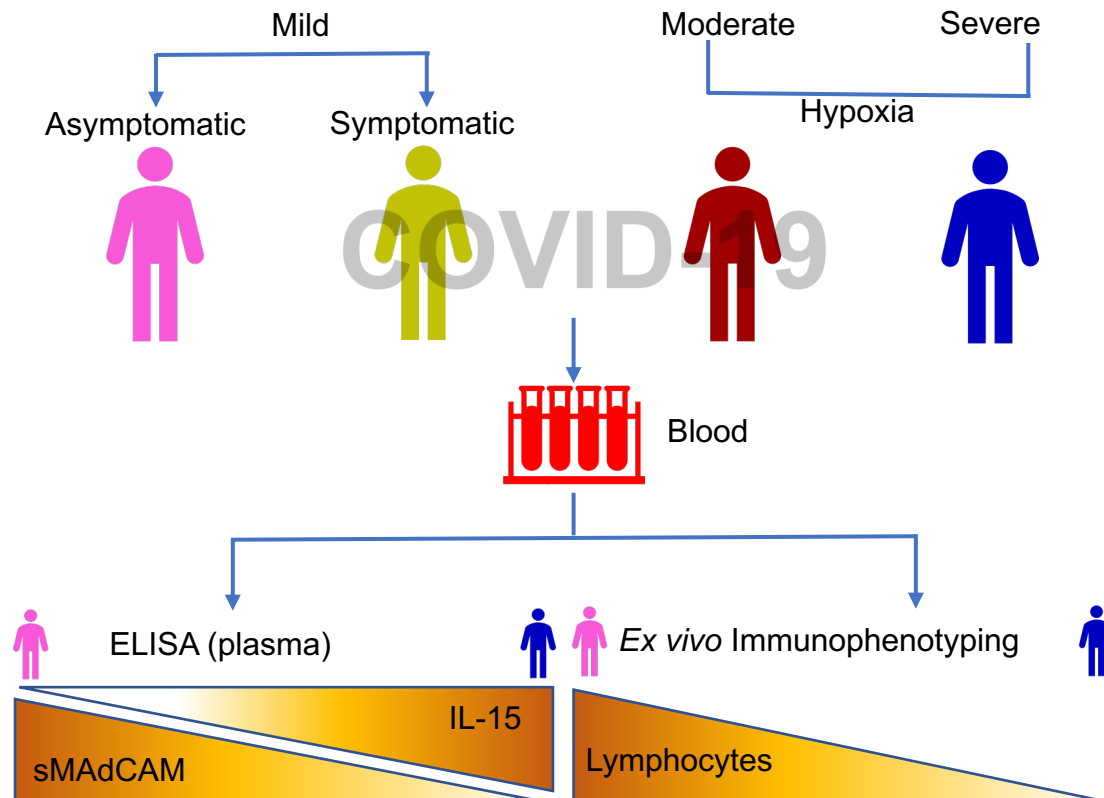 Mild
Moderate
Severe
Asymptomatic
Symptomatic
Hypoxia
COVID-19
Blood
ELISA (plasma)
Ex vivo Immunophenotyping
IL-15
sMAdCAM
Lymphocytes